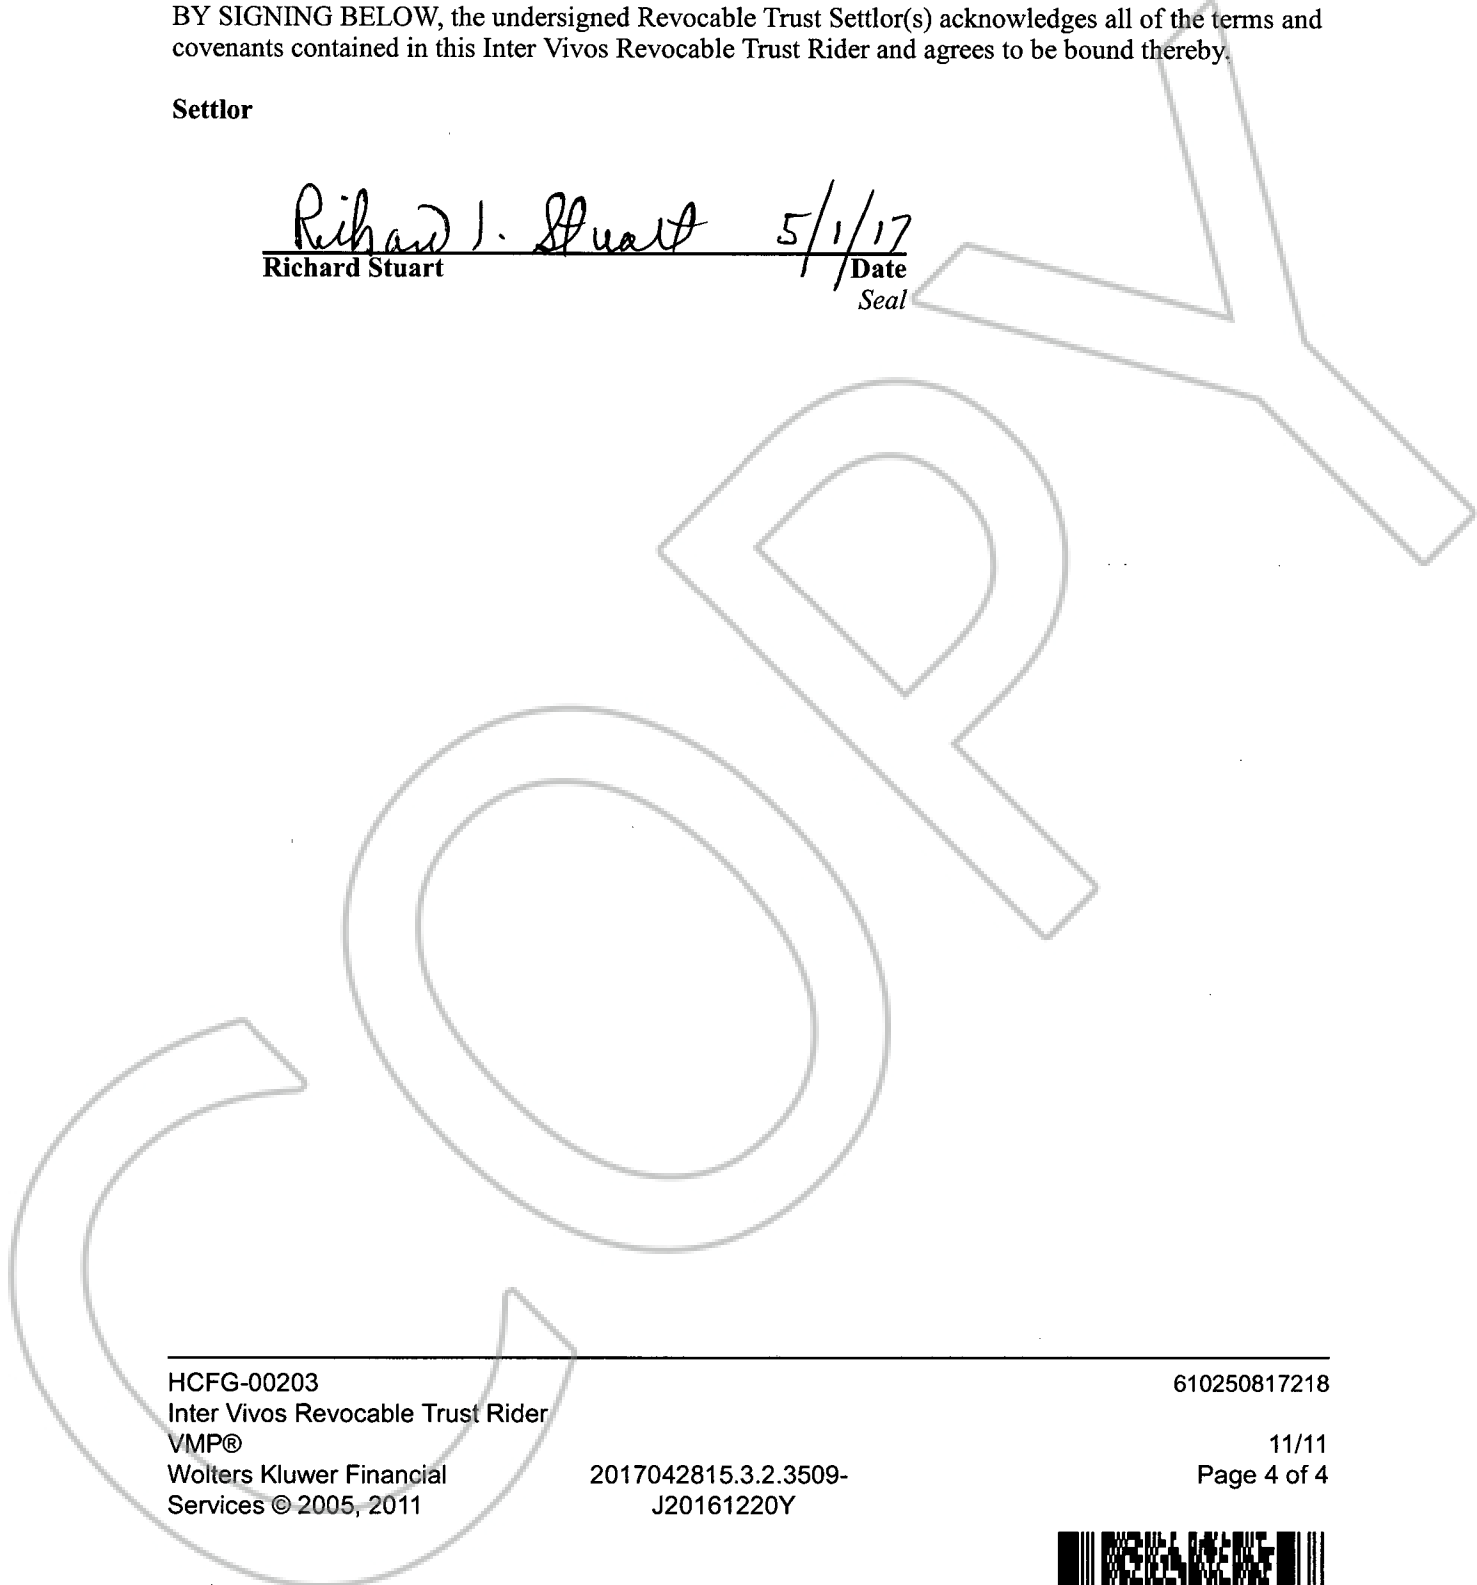 BY SIGNING BELOW, the undersigned Revocable Trust Settlor(s) acknowledges all of the terms and
covenants contained in this Inter Vivos Revocable Trust Rider and agrees to be bound thereby.
Settlor
Richard I. Stuart 5/1/17
Richard Stuart Date
Seal
COPY
HCFG-00203 610250817218
Inter Vivos Revocable Trust Rider
VMP® 11/11
Wolters Kluwer Financial 2017042815.3.2.3509- Page 4 of 4
Services © 2005, 2011 J20161220Y